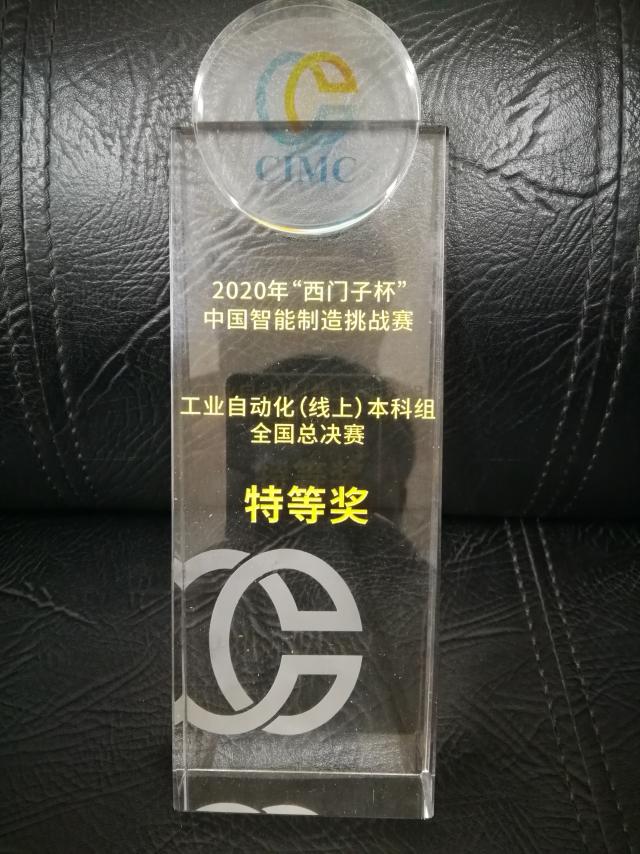 CIMC
2020年“西门子杯”
中国智能制造挑战赛
工业自动化(线上)本科组
全国总决赛
特等奖